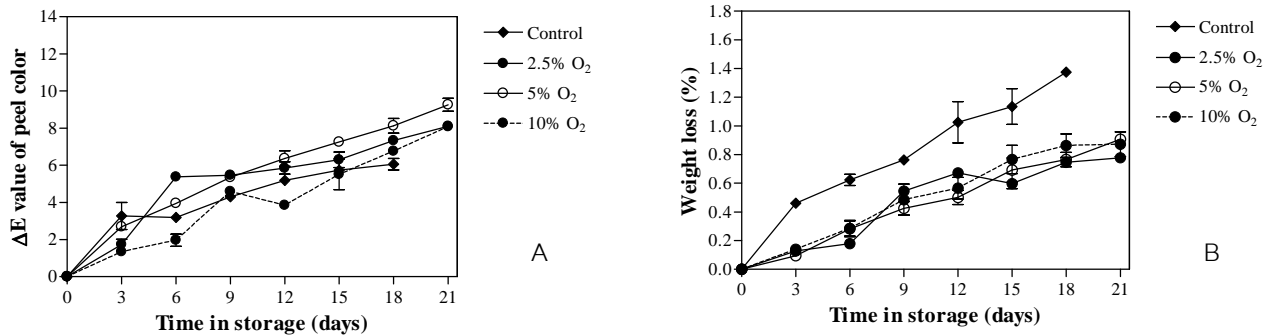 14
12
10
8
6
4
2
0
ΔE value of peel color
0 3 6 9 12 15 18 21
Time in storage (days)
Control
2.5% O₂
5% O₂
10% O₂
A
1.8
1.6
1.4
1.2
1.0
0.8
0.6
0.4
0.2
0.0
Weight loss (%)
0 3 6 9 12 15 18 21
Time in storage (days)
Control
2.5% O₂
5% O₂
10% O₂
B